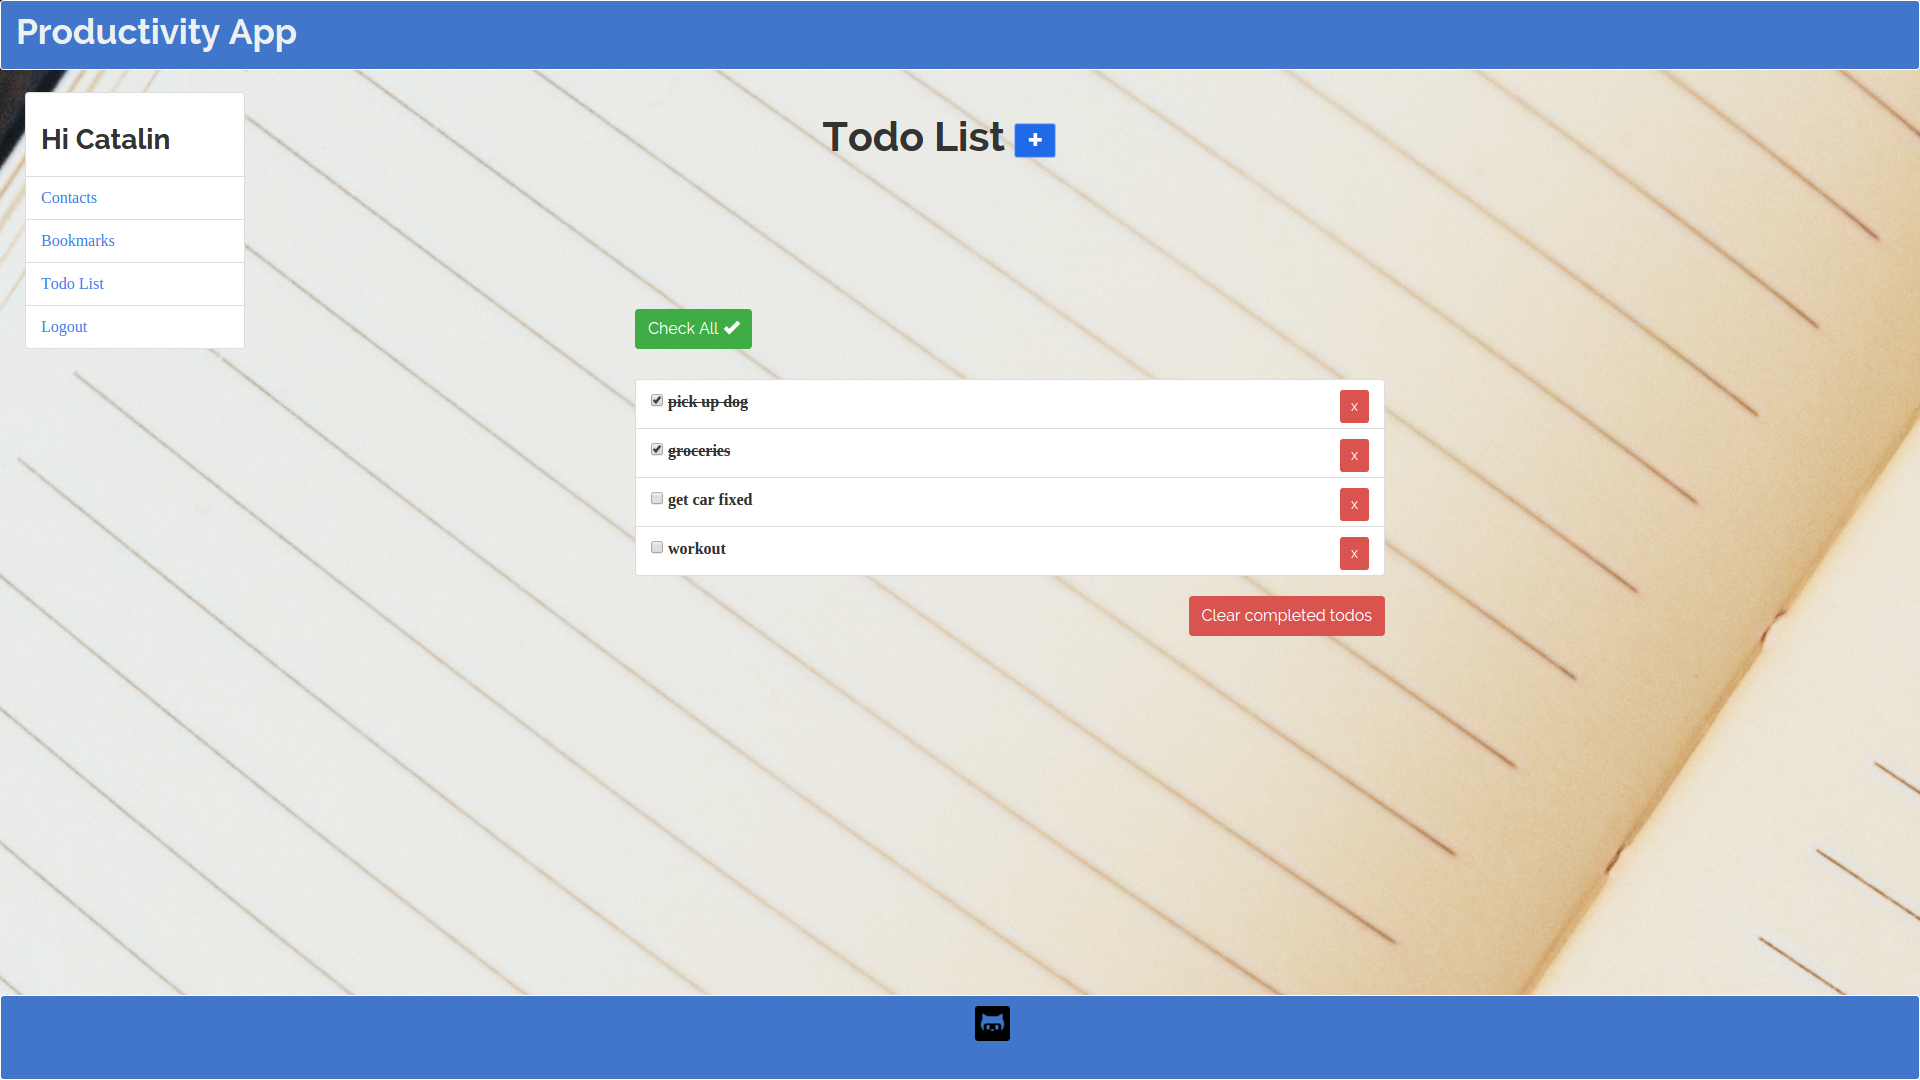 Productivity App
Hi Catalin
Contacts
Bookmarks
Todo List
Logout
Todo List +
Check All ✔
pick up dog x
groceries x
get car fixed x
workout x
Clear completed todos